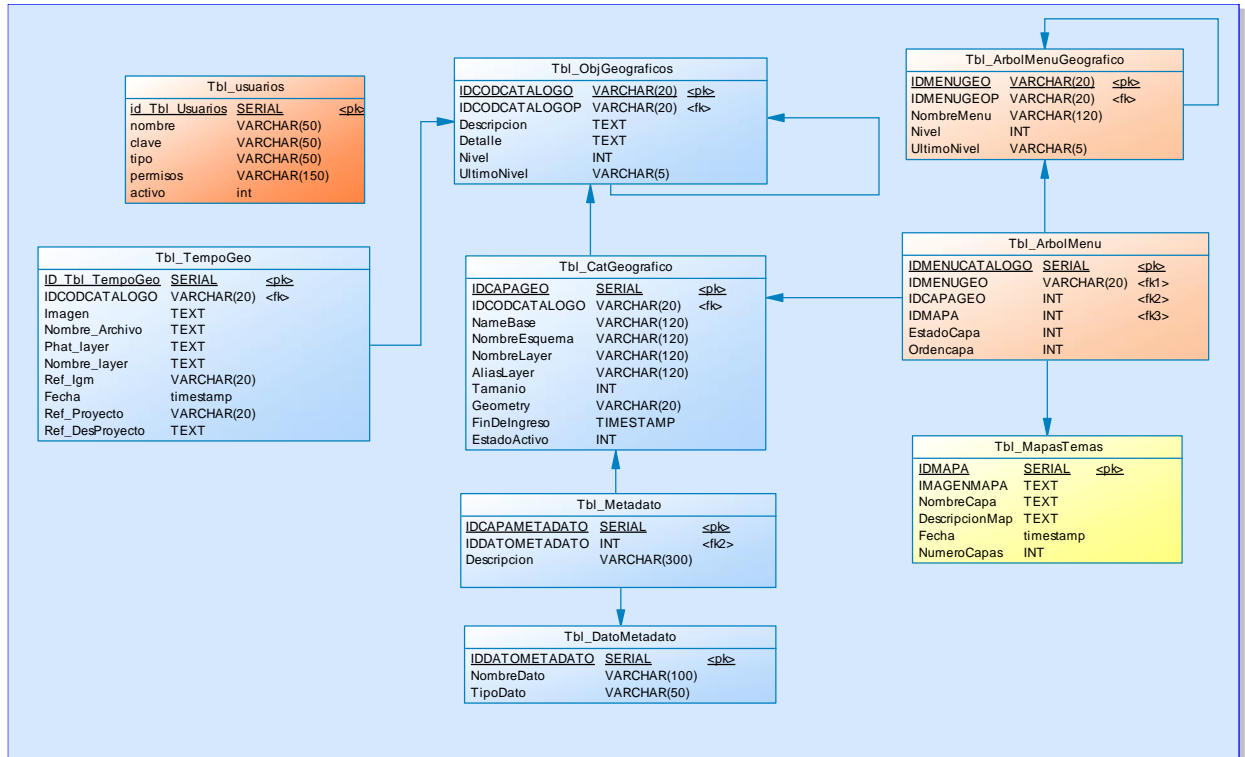 Tbl_usuarios
id_Tbl_Usuarios SERIAL <pk>
nombre VARCHAR(50)
clave VARCHAR(50)
tipo VARCHAR(50)
permisos VARCHAR(150)
activo int
Tbl_ObjGeograficos
IDCODCATALOGO VARCHAR(20) <pk>
IDCODCATALOGOP VARCHAR(20) <fk>
Descripcion TEXT
Detalle TEXT
Nivel INT
UltimoNivel VARCHAR(5)
Tbl_ArbolMenuGeografico
IDMENUGEO VARCHAR(20) <pk>
IDMENUGEOP VARCHAR(20) <fk>
NombreMenu VARCHAR(120)
Nivel INT
UltimoNivel VARCHAR(5)
Tbl_TempoGeo
ID_Tbl_TempoGeo SERIAL <pk>
IDCODCATALOGO VARCHAR(20) <fk>
Imagen TEXT
Nombre_Archivo TEXT
Phat_layer TEXT
Nombre_layer TEXT
Ref_Igm VARCHAR(20)
Fecha timestamp
Ref_Proyecto VARCHAR(20)
Ref_DesProyecto TEXT
Tbl_CatGeografico
IDCAPAGEO SERIAL <pk>
IDCODCATALOGO VARCHAR(20) <fk>
NameBase VARCHAR(120)
NombreEsquema VARCHAR(120)
NombreLayer VARCHAR(120)
AliasLayer VARCHAR(120)
Tamanio INT
Geometry VARCHAR(20)
FinDeIngreso TIMESTAMP
EstadoActivo INT
Tbl_ArbolMenu
IDMENUCATALOGO SERIAL <pk>
IDMENUGEO VARCHAR(20) <fk1>
IDCAPAGEO INT <fk2>
IDMAPA INT <fk3>
EstadoCapa INT
Ordencapa INT
Tbl_MapasTemas
IDMAPA SERIAL <pk>
IMAGENMAPA TEXT
NombreCapa TEXT
DescripcionMap TEXT
Fecha timestamp
NumeroCapas INT
Tbl_Metadato
IDCAPAMETADATO SERIAL <pk>
IDDATOMETADATO INT <fk2>
Descripcion VARCHAR(300)
Tbl_DatoMetadato
IDDATOMETADATO SERIAL <pk>
NombreDato VARCHAR(100)
TipoDato VARCHAR(50)